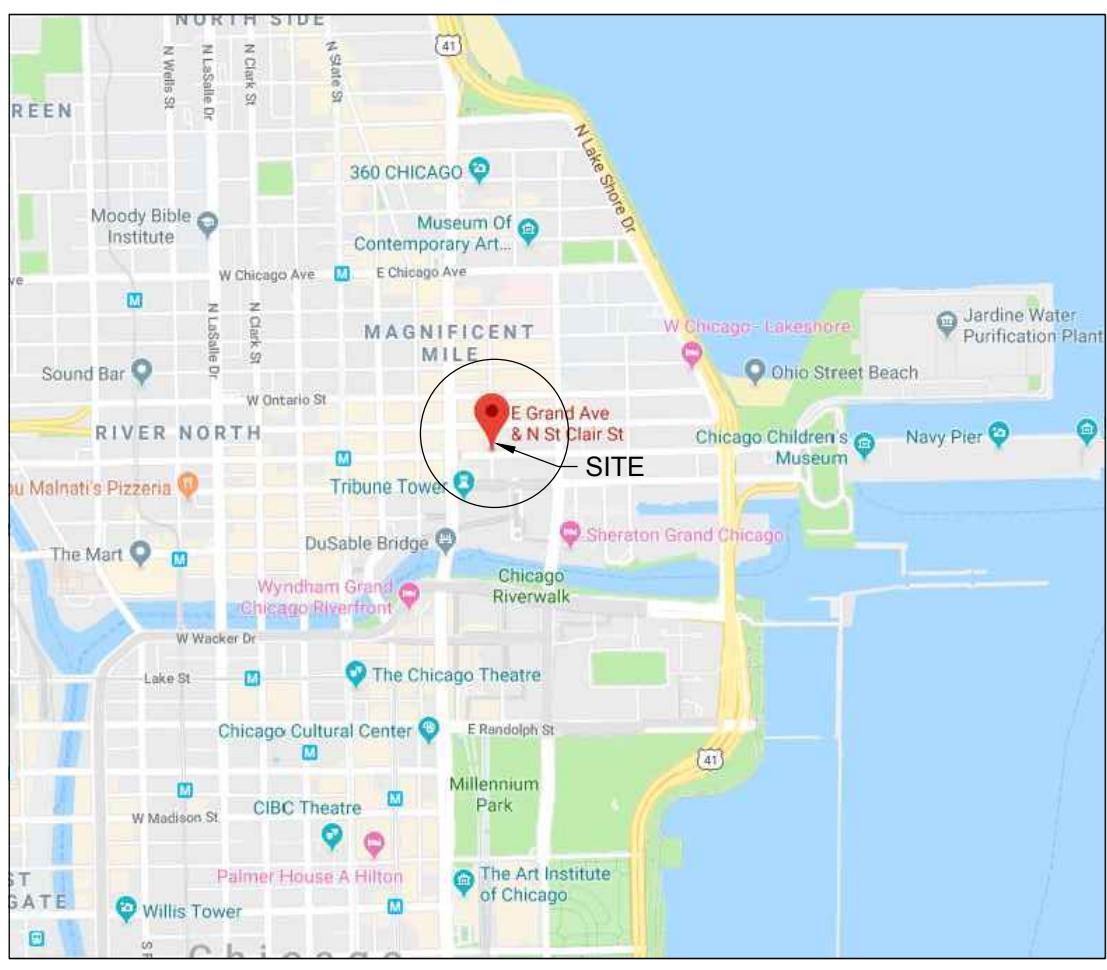 NORTH SIDE
41
N Wells St
N LaSalle Dr
N Clark St
N State St
REEN
N Lake Shore Dr
360 CHICAGO
Moody Bible
Institute
Museum Of
Contemporary Art...
ve
W Chicago Ave
M
E Chicago Ave
M
N LaSalle Dr
N Clark St
MAGNIFICENT
MILE
W Chicago - Lakeshore
Jardine Water
Purification Plant
Sound Bar
Ohio Street Beach
W Ontario St
E Grand Ave
& N St Clair St
RIVER NORTH
Chicago Children's
Museum
Navy Pier
M
SITE
ou Malnati's Pizzeria
Tribune Tower
The Mart
M
DuSable Bridge
Sheraton Grand Chicago
Wyndham Grand
Chicago Riverfront
Chicago
Riverwalk
W Wacker Dr
Lake St
M
The Chicago Theatre
Chicago Cultural Center
E Randolph St
M
41
Millennium
Park
M
M
W Madison St
CIBC Theatre
Palmer House A Hilton
The Art Institute
of Chicago
ST
GATE
Willis Tower
M
Chicago